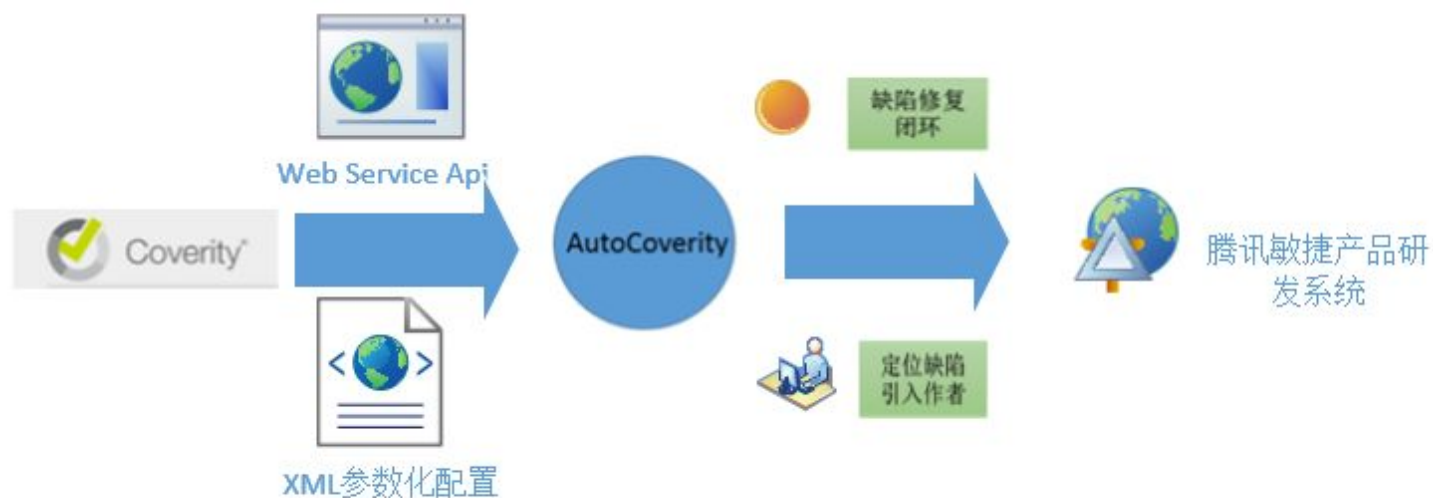 Web Service Api
Coverity
XML参数化配置
AutoCoverity
缺陷修复
闭环
定位缺陷
引入作者
腾讯敏捷产品研
发系统